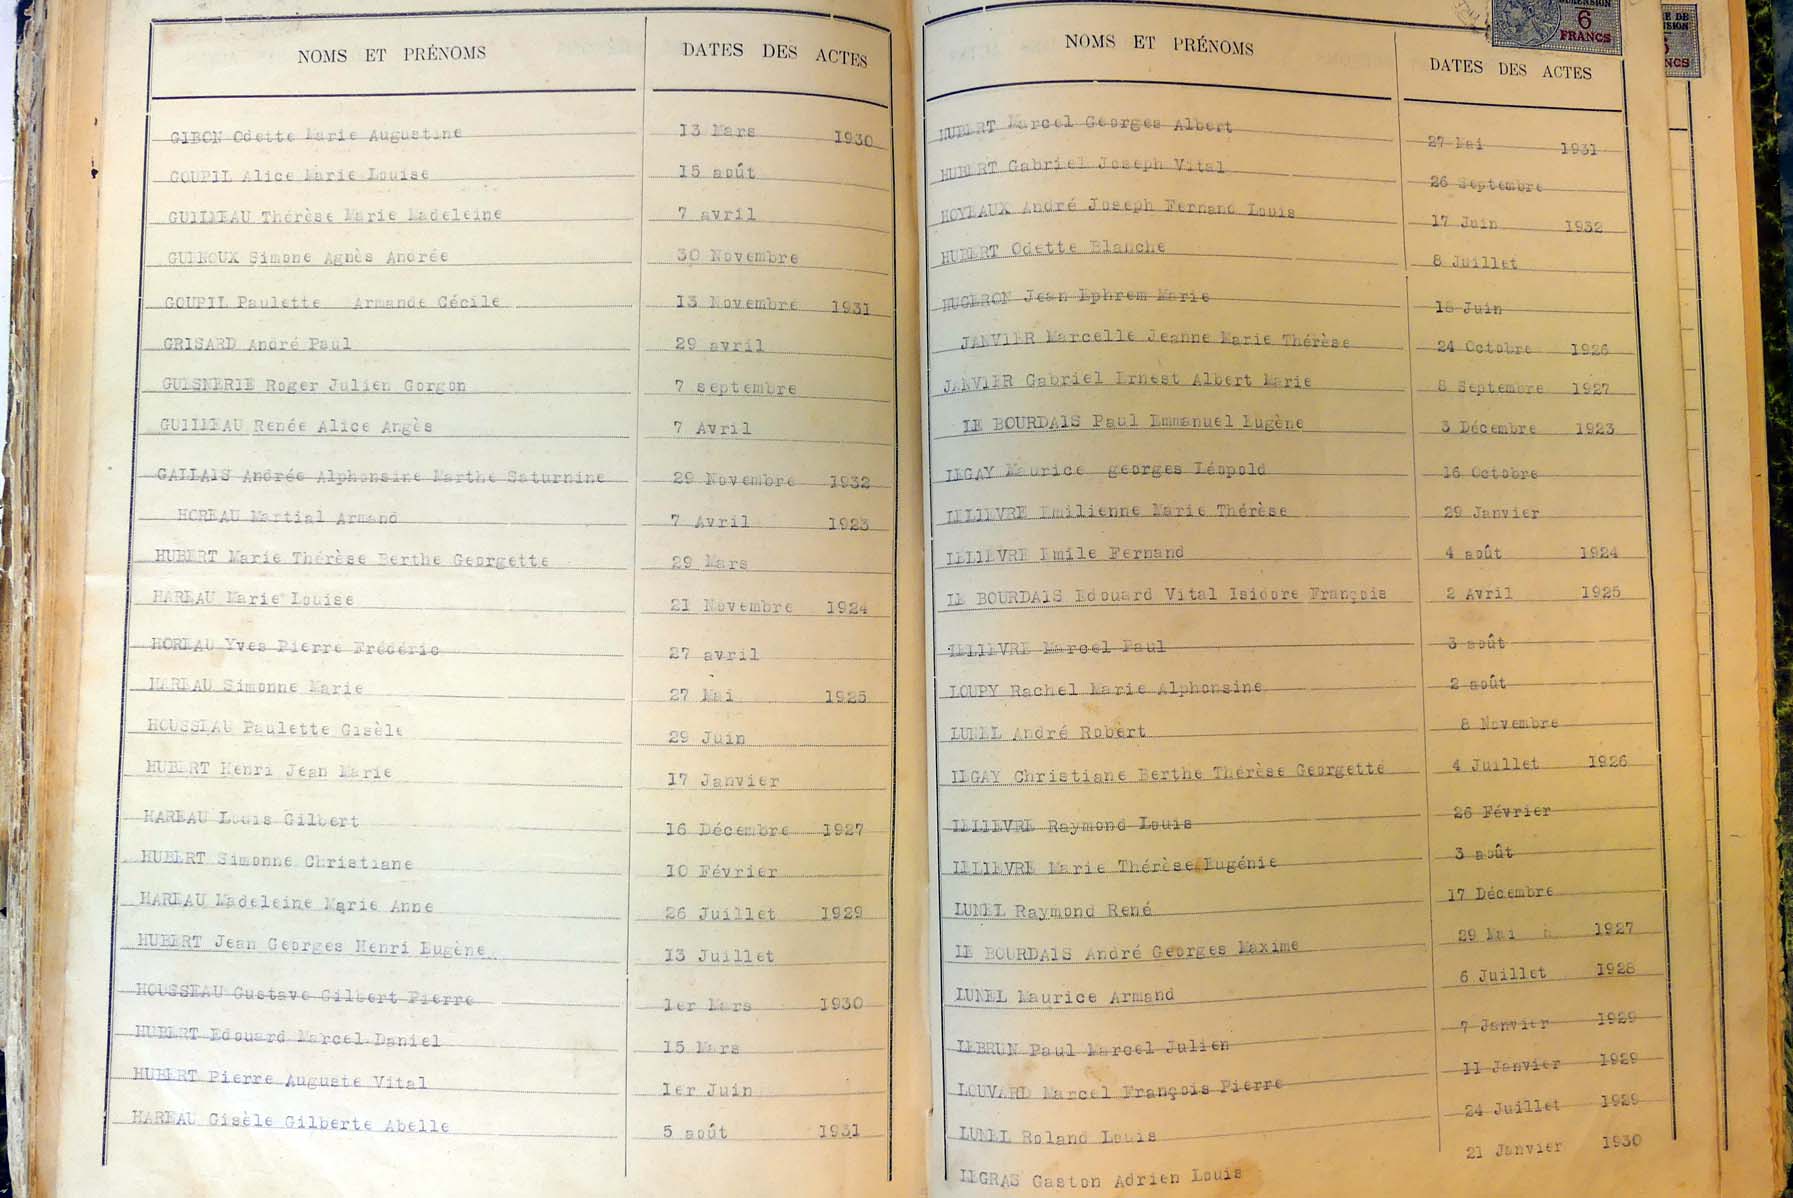 NOMS ET PRÉNOMS DATES DES ACTES
GIBON Odette Marie Augustine 13 Mars 1930
GOUPIL Alice Marie Louise 15 août
GUILMEAU Thérèse Marie Madeleine 7 avril
GUENOUX Simone Agnès Andrée 30 Novembre
GOUPIL Paulette Armande Cécile 13 Novembre 1931
GRISARD André Paul 29 avril
GUESNERIE Roger Julien Gorgon 7 septembre
GUILMEAU Renée Alice Angès 7 Avril
GALLAIS Andrée Alphonsine Marthe Saturnine 29 Novembre 1932
HOREAU Martial Armand 7 Avril 1923
HUBERT Marie Thérèse Berthe Georgette 29 Mars
HAREAU Marie Louise 21 Novembre 1924
HOREAU Yves Pierre Frédéric 27 avril
HAREAU Simonne Marie 27 Mai 1925
HOUSSEAU Paulette Gisèle 29 Juin
HUBERT Henri Jean Marie 17 Janvier
HAREAU Louis Gilbert 16 Décembre 1927
HUBERT Simonne Christiane 10 Février
HAREAU Madeleine Marie Anne 26 Juillet 1929
HUBERT Jean Georges Henri Eugène 13 Juillet
HOUSSEAU Gustave Gilbert Pierre 1er Mars 1930
HUBERT Edouard Marcel Daniel 15 Mars
HUBERT Pierre Auguste Vital 1er Juin
HAREAU Gisèle Gilberte Abelle 5 août 1931
DIMENSION
6
FRANCS
NOMS ET PRÉNOMS DATES DES ACTES
HUBERT Marcel Georges Albert 27 Mai 1931
HUBERT Gabriel Joseph Vital 26 Septembre
HOYEAUX André Joseph Fernand Louis 17 Juin 1932
HUBERT Odette Blanche 8 Juillet
HUGERON Jean Ephrem Marie 18 Juin
JANVIER Marcelle Jeanne Marie Thérèse 24 Octobre 1926
JANVIER Gabriel Ernest Albert Marie 8 Septembre 1927
LE BOURDAIS Paul Emmanuel Eugène 3 Décembre 1923
LEGAY Maurice georges Léopold 16 Octobre
LELIEVRE Emilienne Marie Thérèse 29 Janvier
LELIEVRE Emile Fernand 4 août 1924
LE BOURDAIS Edouard Vital Isidore François 2 Avril 1925
LELIEVRE Marcel Paul 3 août
LOUPY Rachel Marie Alphonsine 2 août
LUNEL André Robert 8 Novembre
LEGAY Christiane Berthe Thérèse Georgette 4 Juillet 1926
LELIEVRE Raymond Louis 26 Février
LELIEVRE Marie Thérèse Eugénie 3 août
LUNEL Raymond René 17 Décembre
LE BOURDAIS André Georges Maxime 29 Mai 1927
LUNEL Maurice Armand 6 Juillet 1928
LEBRUN Paul Marcel Julien 7 Janvier 1929
LOUVARD Marcel François Pierre 11 Janvier 1929
LUNEL Roland Louis 24 Juillet 1929
LEGRAS Gaston Adrien Louis 21 Janvier 1930